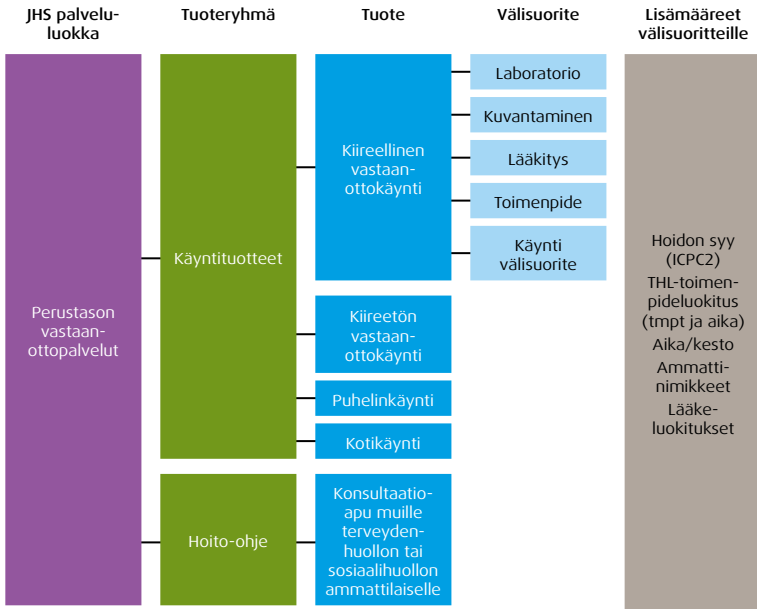 JHS palvelu-
luokka
Tuoteryhmä
Tuote
Välisuorite
Lisämääreet
välisuoritteille
Perustason
vastaan-
ottopalvelut
Käyntituotteet
Hoito-ohje
Kiireellinen
vastaan-
ottokäynti
Kiireetön
vastaan-
ottokäynti
Puhelinkäynti
Kotikäynti
Konsultaatio-
apu muille
terveyden-
huollon tai
sosiaalihuollon
ammattilaiselle
Laboratorio
Kuvantaminen
Lääkitys
Toimenpide
Käynti
välisuorite
Hoidon syy
(ICPC2)
THL-toimen-
pideluokitus
(tmpt ja aika)
Aika/kesto
Ammatti-
nimikkeet
Lääke-
luokitukset